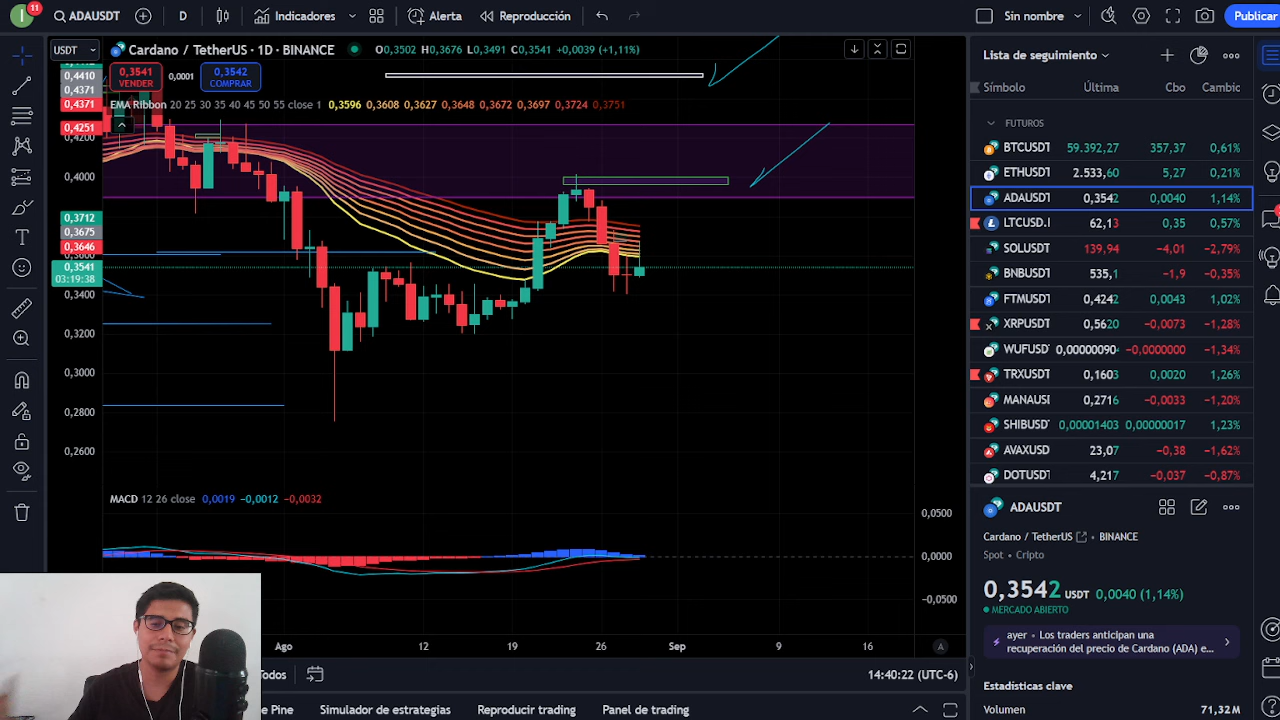 I 11 ADAUSDT D Indicadores Alerta Reproducción Sin nombre Publicar
USDT Cardano / TetherUS · 1D · BINANCE O0,3502 H0,3676 L0,3491 C0,3541 +0,0039 (+1,11%)
0,4410
0,4371
0,4371
0,4251
0,4200
0,4000
0,3712
0,3675
0,3646
0,3541
03:19:38
0,3400
0,3200
0,3000
0,2800
0,2600
0,3541
VENDER
0,0001
0,3542
COMPRAR
EMA Ribbon 20 25 30 35 40 45 50 55 close 1 0,3596 0,3608 0,3627 0,3648 0,3672 0,3697 0,3724 0,3751
MACD 12 26 close 0,0019 −0,0012 −0,0032
0,0500
0,0000
−0,0500
Ago 12 19 26 Sep 9 16 A
Todos 14:40:22 (UTC-6)
e Pine Simulador de estrategias Reproducir trading Panel de trading
Lista de seguimiento
Símbolo Última Cbo Cambic
FUTUROS
BTCUSDT 59.392,27 357,37 0,61%
ETHUSDT 2.533,60 5,27 0,21%
ADAUSDT 0,3542 0,0040 1,14%
LTCUSD.I 62,13 0,35 0,57%
SOLUSDT 139,94 −4,01 −2,79%
BNBUSDT 535,1 −1,9 −0,35%
FTMUSDT 0,4242 0,0043 1,02%
XRPUSDT 0,5620 −0,0073 −1,28%
WUFUSD 0,00000090 −0,0000000 −1,34%
TRXUSDT 0,1603 0,0020 1,26%
MANAUSI 0,2716 −0,0033 −1,20%
SHIBUSD 0,00001403 0,00000017 1,23%
AVAXUSD 23,07 −0,38 −1,62%
DOTUSDT 4,217 −0,037 −0,87%
ADAUSDT
Cardano / TetherUS · BINANCE
Spot · Cripto
0,3542 USDT 0,0040 (1,14%)
MERCADO ABIERTO
ayer · Los traders anticipan una
recuperación del precio de Cardano (ADA) e...
Estadísticas clave
Volumen 71,32M